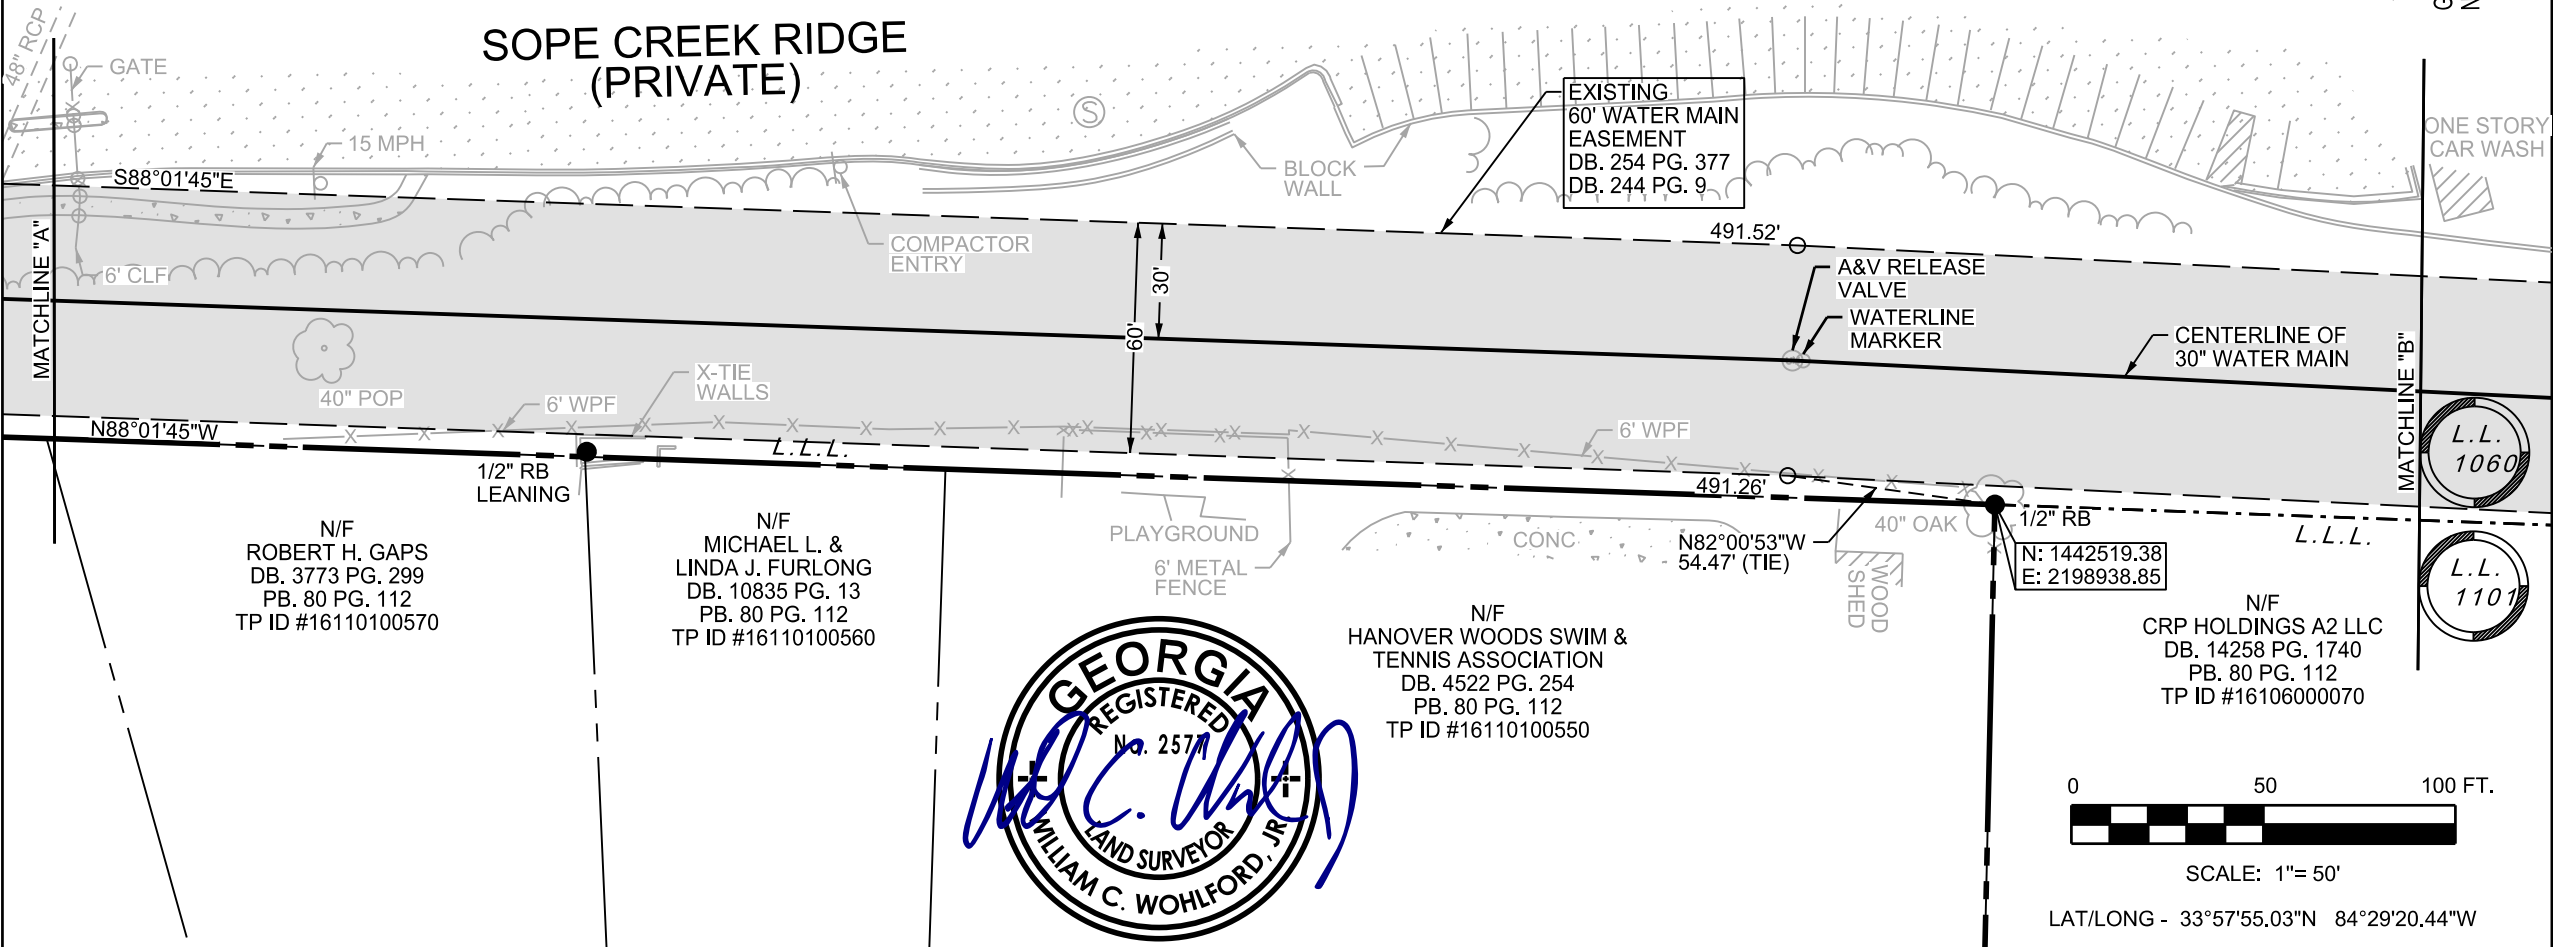 SOPE CREEK RIDGE
(PRIVATE)
48" RCP
GATE
15 MPH
S88°01'45"E
MATCHLINE "A"
6' CLF
COMPACTOR
ENTRY
BLOCK
WALL
EXISTING
60' WATER MAIN
EASEMENT
DB. 254 PG. 377
DB. 244 PG. 9
S
G
N
ONE STORY
CAR WASH
491.52'
30'
60'
A&V RELEASE
VALVE
WATERLINE
MARKER
CENTERLINE OF
30" WATER MAIN
MATCHLINE "B"
40" POP
6' WPF
X-TIE
WALLS
6' WPF
N88°01'45"W
L.L.L.
1/2" RB
LEANING
491.26'
L.L.
1060
L.L.
1101
PLAYGROUND
6' METAL
FENCE
CONC
N82°00'53"W
54.47' (TIE)
40" OAK
WOOD
SHED
1/2" RB
N: 1442519.38
E: 2198938.85
L.L.L.
N/F
ROBERT H. GAPS
DB. 3773 PG. 299
PB. 80 PG. 112
TP ID #16110100570
N/F
MICHAEL L. &
LINDA J. FURLONG
DB. 10835 PG. 13
PB. 80 PG. 112
TP ID #16110100560
N/F
HANOVER WOODS SWIM &
TENNIS ASSOCIATION
DB. 4522 PG. 254
PB. 80 PG. 112
TP ID #16110100550
N/F
CRP HOLDINGS A2 LLC
DB. 14258 PG. 1740
PB. 80 PG. 112
TP ID #16106000070
GEORGIA
REGISTERED
No. 2577
LAND SURVEYOR
WILLIAM C. WOHLFORD, JR.
0 50 100 FT.
SCALE: 1"= 50'
LAT/LONG - 33°57'55.03"N 84°29'20.44"W